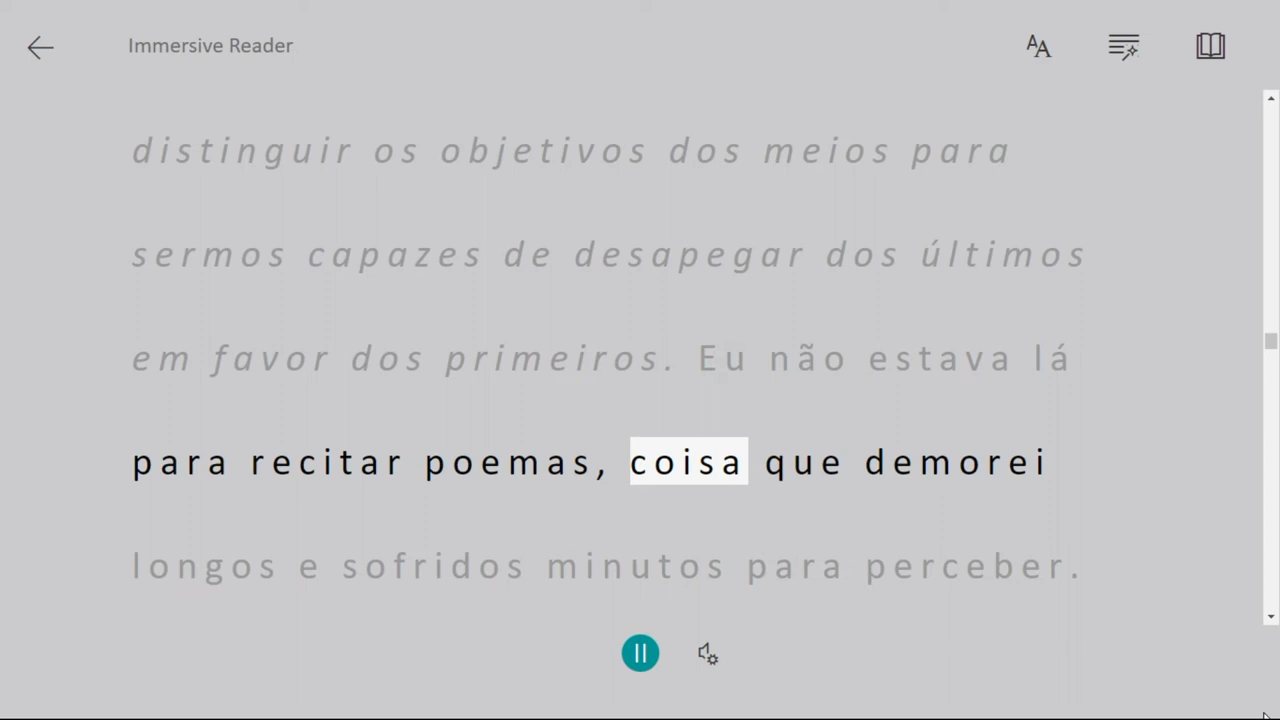 Immersive Reader
distinguir os objetivos dos meios para
sermos capazes de desapegar dos últimos
em favor dos primeiros. Eu não estava lá
para recitar poemas, coisa que demorei
longos e sofridos minutos para perceber.